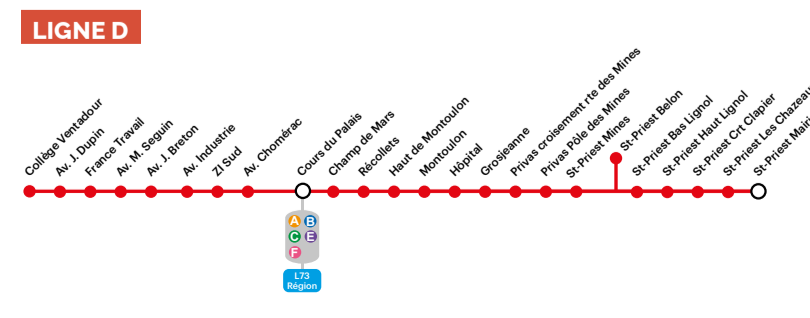 LIGNE D
Collège Ventadour
Av. J. Dupin
France Travail
Av. M. Seguin
Av. J. Breton
Av. Industrie
ZI Sud
Av. Chomérac
Cours du Palais
Champ de Mars
Récollets
Haut de Montoulon
Montoulon
Hôpital
Grosjeanne
Privas croisement rte des Mines
Privas Pôle des Mines
St-Priest Mines
St-Priest Belon
St-Priest Bas Lignol
St-Priest Haut Lignol
St-Priest Crt Clapier
St-Priest Les Chazeau
St-Priest Mairi
A B
C E
F
L73
Région